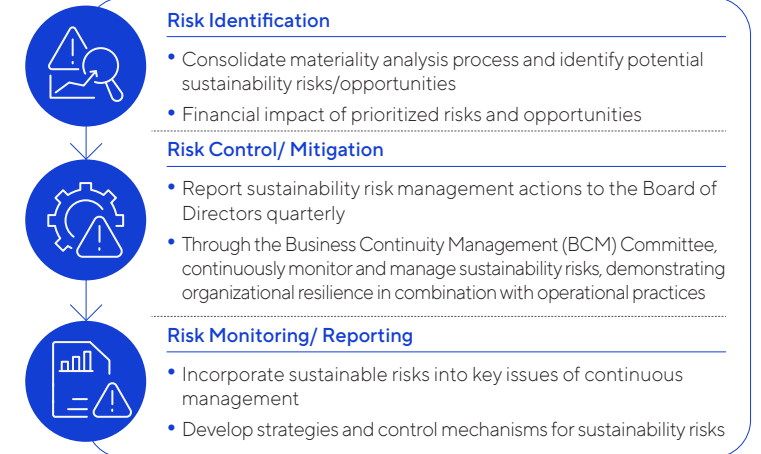 Risk Identification
• Consolidate materiality analysis process and identify potential
sustainability risks/opportunities
• Financial impact of prioritized risks and opportunities
Risk Control/ Mitigation
• Report sustainability risk management actions to the Board of
Directors quarterly
• Through the Business Continuity Management (BCM) Committee,
continuously monitor and manage sustainability risks, demonstrating
organizational resilience in combination with operational practices
Risk Monitoring/ Reporting
• Incorporate sustainable risks into key issues of continuous
management
• Develop strategies and control mechanisms for sustainability risks